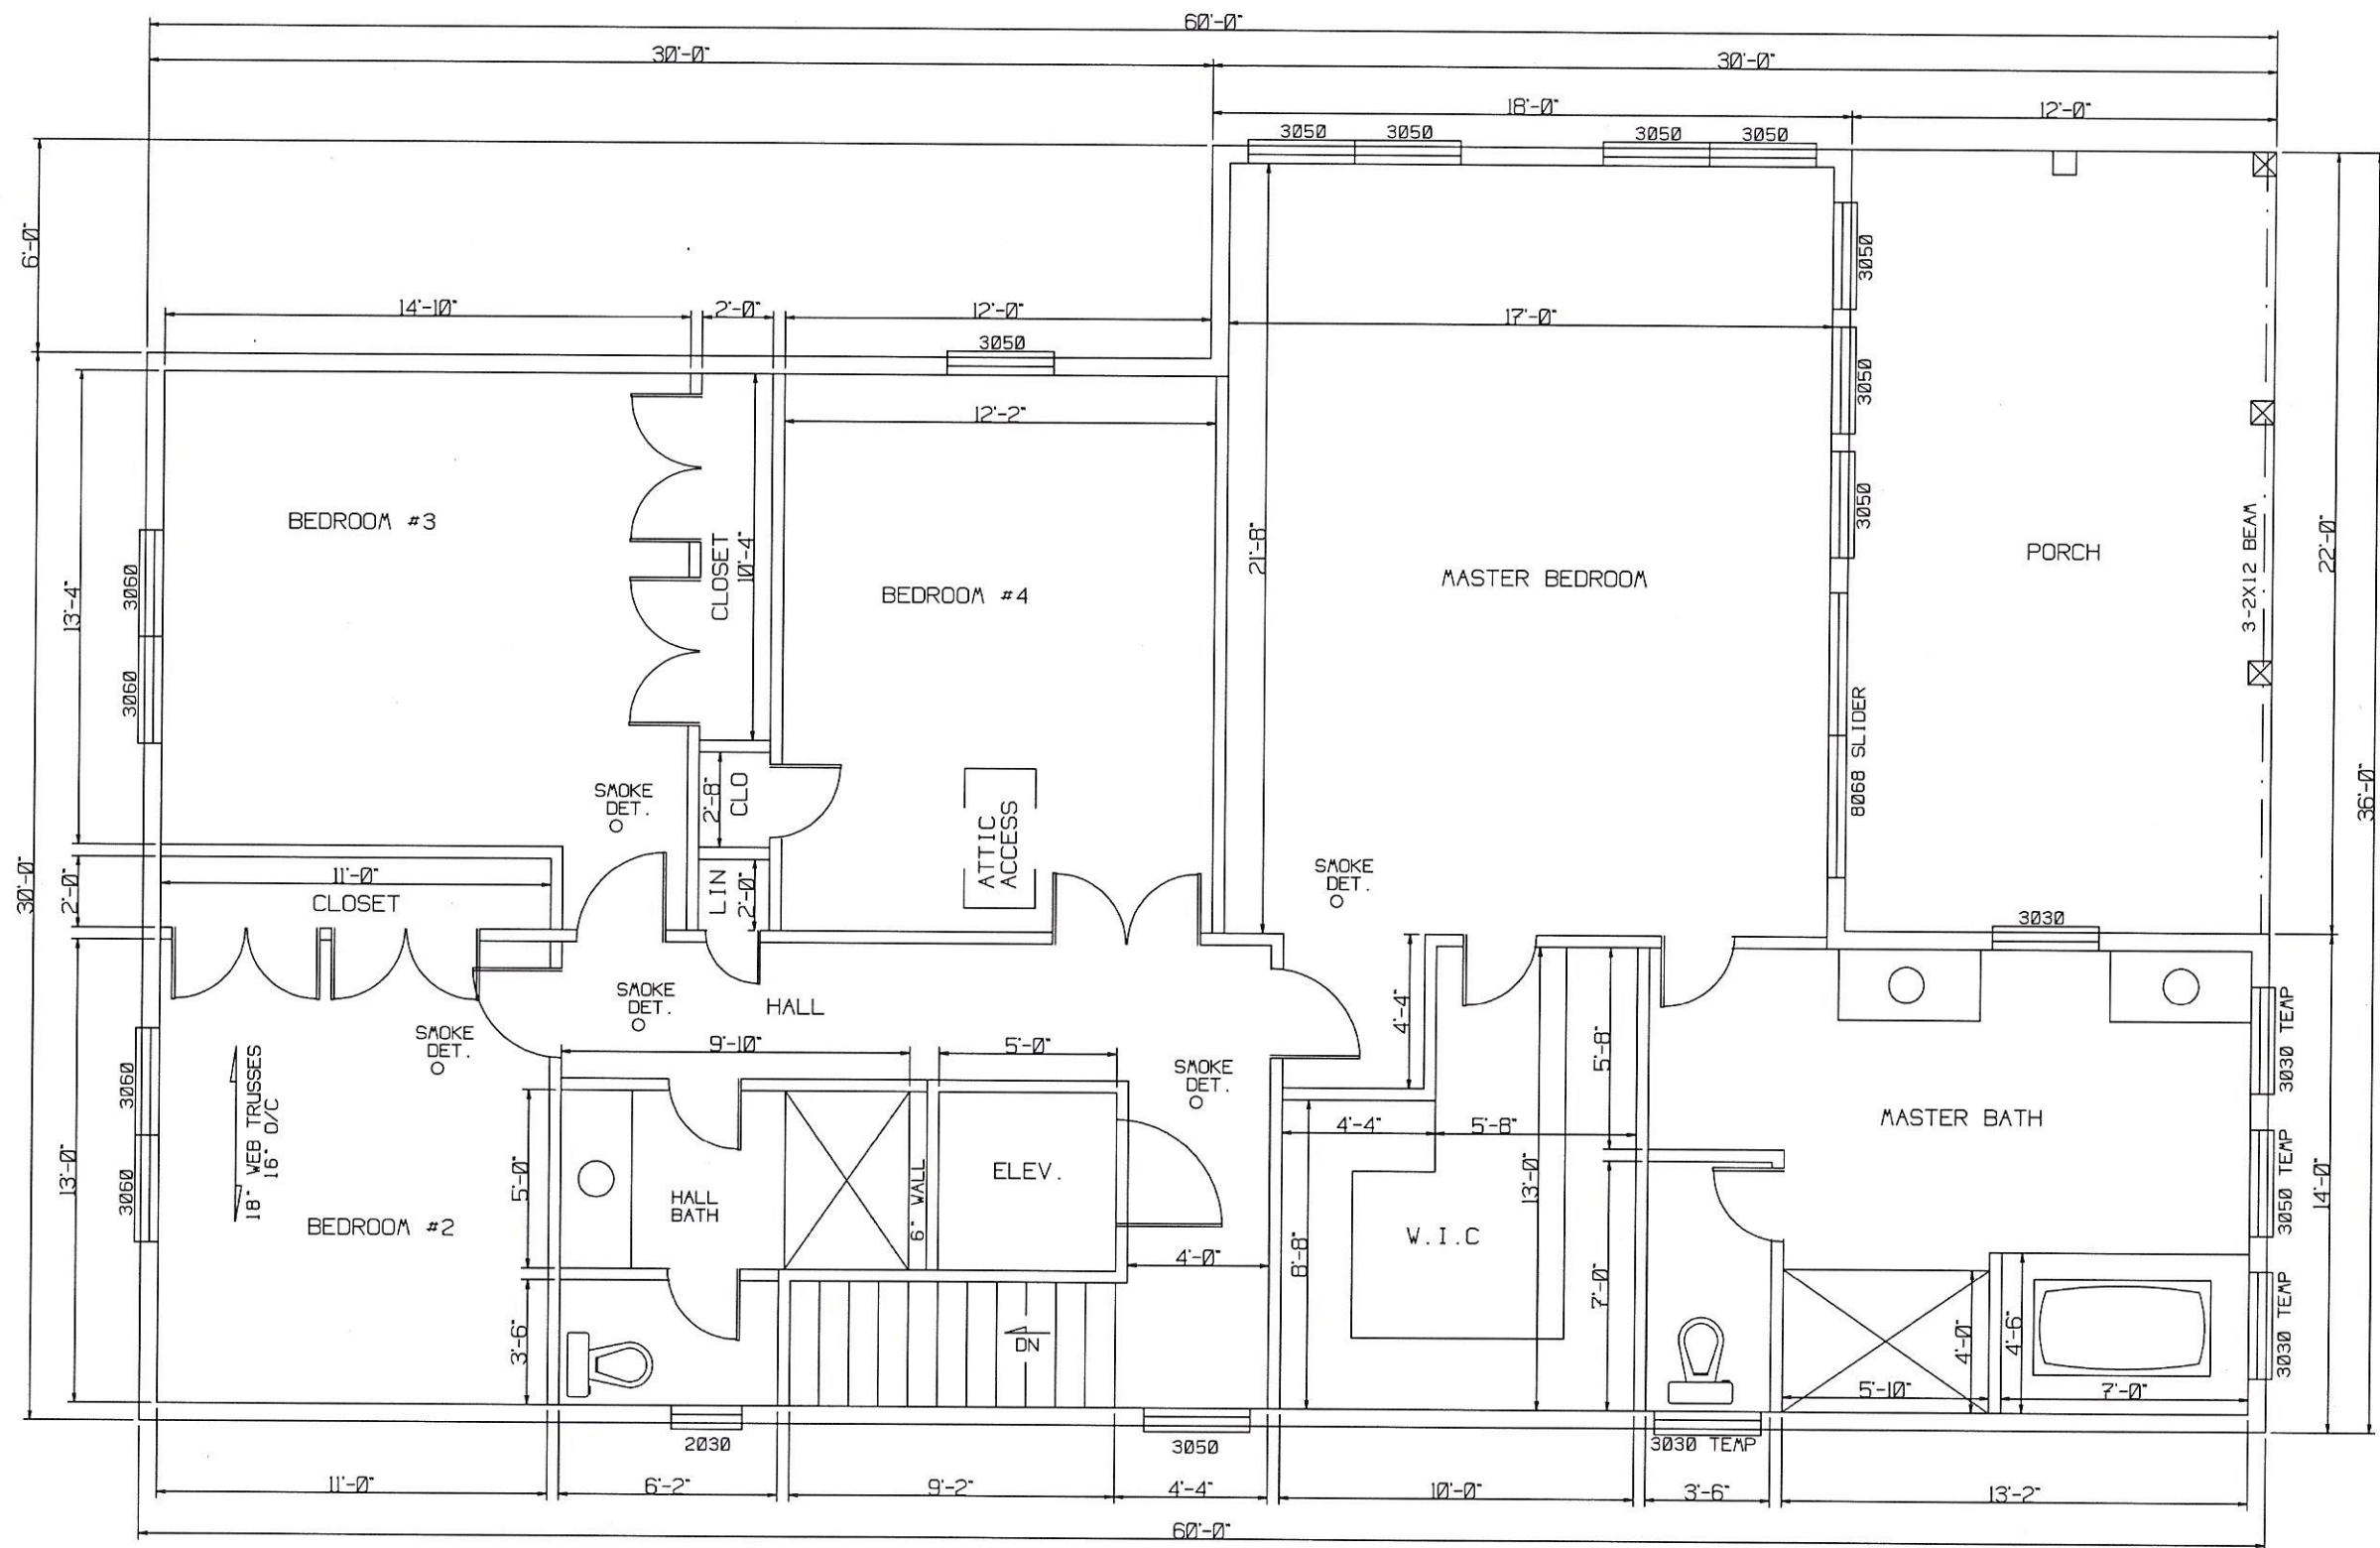 60'-0"
30'-0"
30'-0"
18'-0"
12'-0"
3050
3050
3050
3050
6'-0"
3050
14'-10"
2'-0"
12'-0"
17'-0"
3050
3050
12'-2"
BEDROOM #3
3050
21'-8"
CLOSET
10'-4"
BEDROOM #4
MASTER BEDROOM
PORCH
3-2X12 BEAM
22'-0"
3060
13'-4"
3060
8068 SLIDER
36'-0"
SMOKE
DET.
2'-8"
CLO
ATTIC
ACCESS
SMOKE
DET.
30'-0"
2'-0"
11'-0"
CLOSET
LIN
2'-0"
3030
SMOKE
DET.
HALL
SMOKE
DET.
9'-10"
5'-0"
SMOKE
DET.
4'-4"
5'-8"
3030 TEMP
18" WEB TRUSSES
16" O/C
3060
3060
13'-0"
4'-4"
5'-8"
MASTER BATH
5'-0"
HALL
BATH
6" WALL
ELEV.
13'-0"
3050 TEMP
14'-0"
BEDROOM #2
W.I.C
4'-0"
8'-8"
7'-0"
3'-6"
DN
4'-0"
4'-6"
3030 TEMP
5'-10"
7'-0"
2030
3050
3030 TEMP
11'-0"
6'-2"
9'-2"
4'-4"
10'-0"
3'-6"
13'-2"
60'-0"